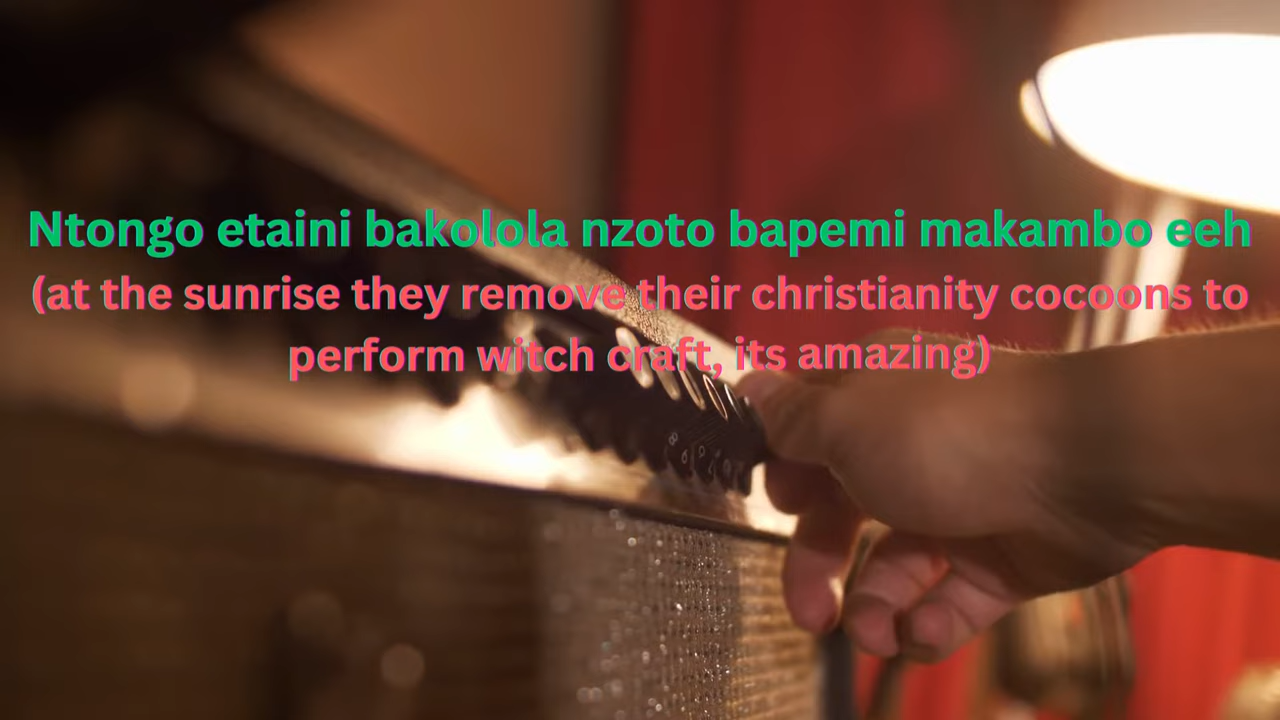 Ntongo etaini bakolola nzoto bapemi makambo eeh
(at the sunrise they remove their christianity cocoons to
perform witch craft, its amazing)